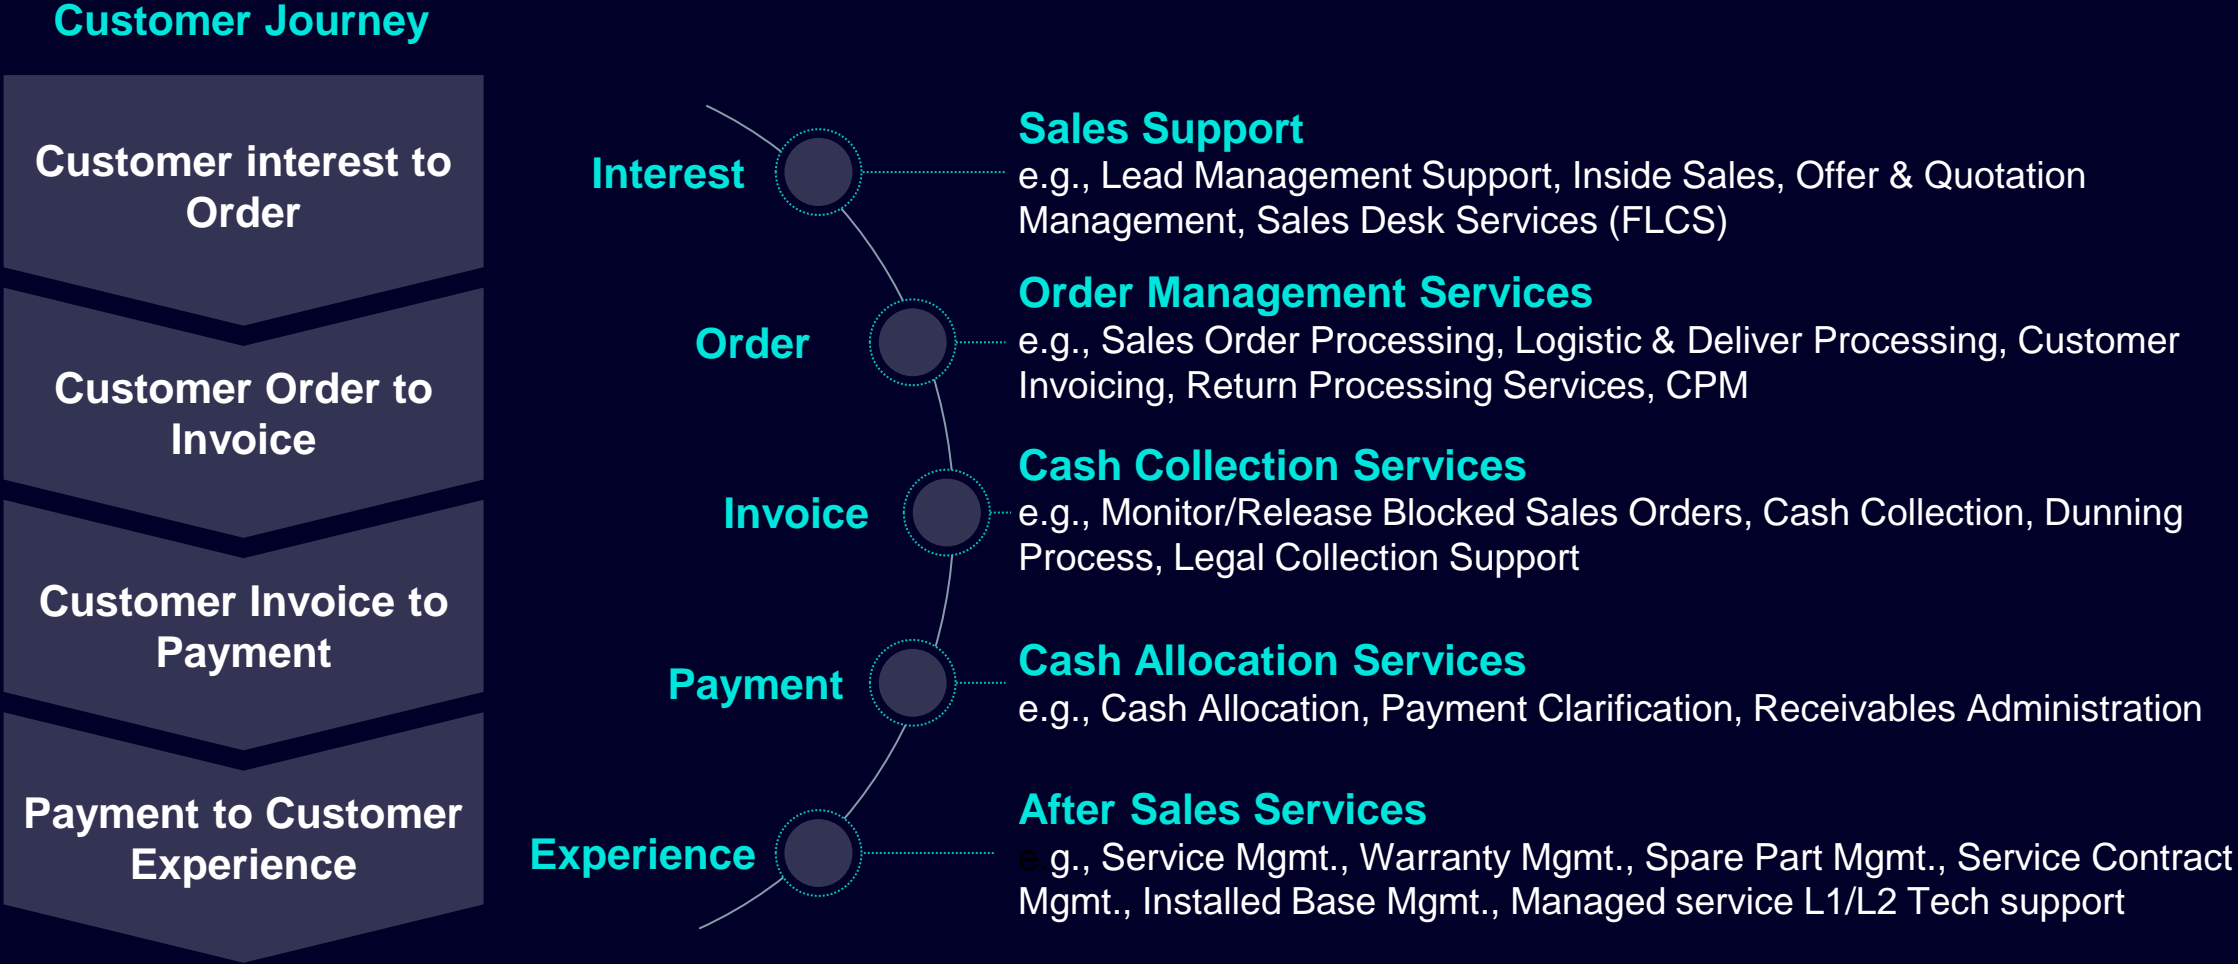 Customer Journey
Customer interest to
Order
Customer Order to
Invoice
Customer Invoice to
Payment
Payment to Customer
Experience
Interest
Sales Support
e.g., Lead Management Support, Inside Sales, Offer & Quotation
Management, Sales Desk Services (FLCS)
Order
Order Management Services
e.g., Sales Order Processing, Logistic & Deliver Processing, Customer
Invoicing, Return Processing Services, CPM
Invoice
Cash Collection Services
e.g., Monitor/Release Blocked Sales Orders, Cash Collection, Dunning
Process, Legal Collection Support
Payment
Cash Allocation Services
e.g., Cash Allocation, Payment Clarification, Receivables Administration
Experience
After Sales Services
e.g., Service Mgmt., Warranty Mgmt., Spare Part Mgmt., Service Contract
Mgmt., Installed Base Mgmt., Managed service L1/L2 Tech support